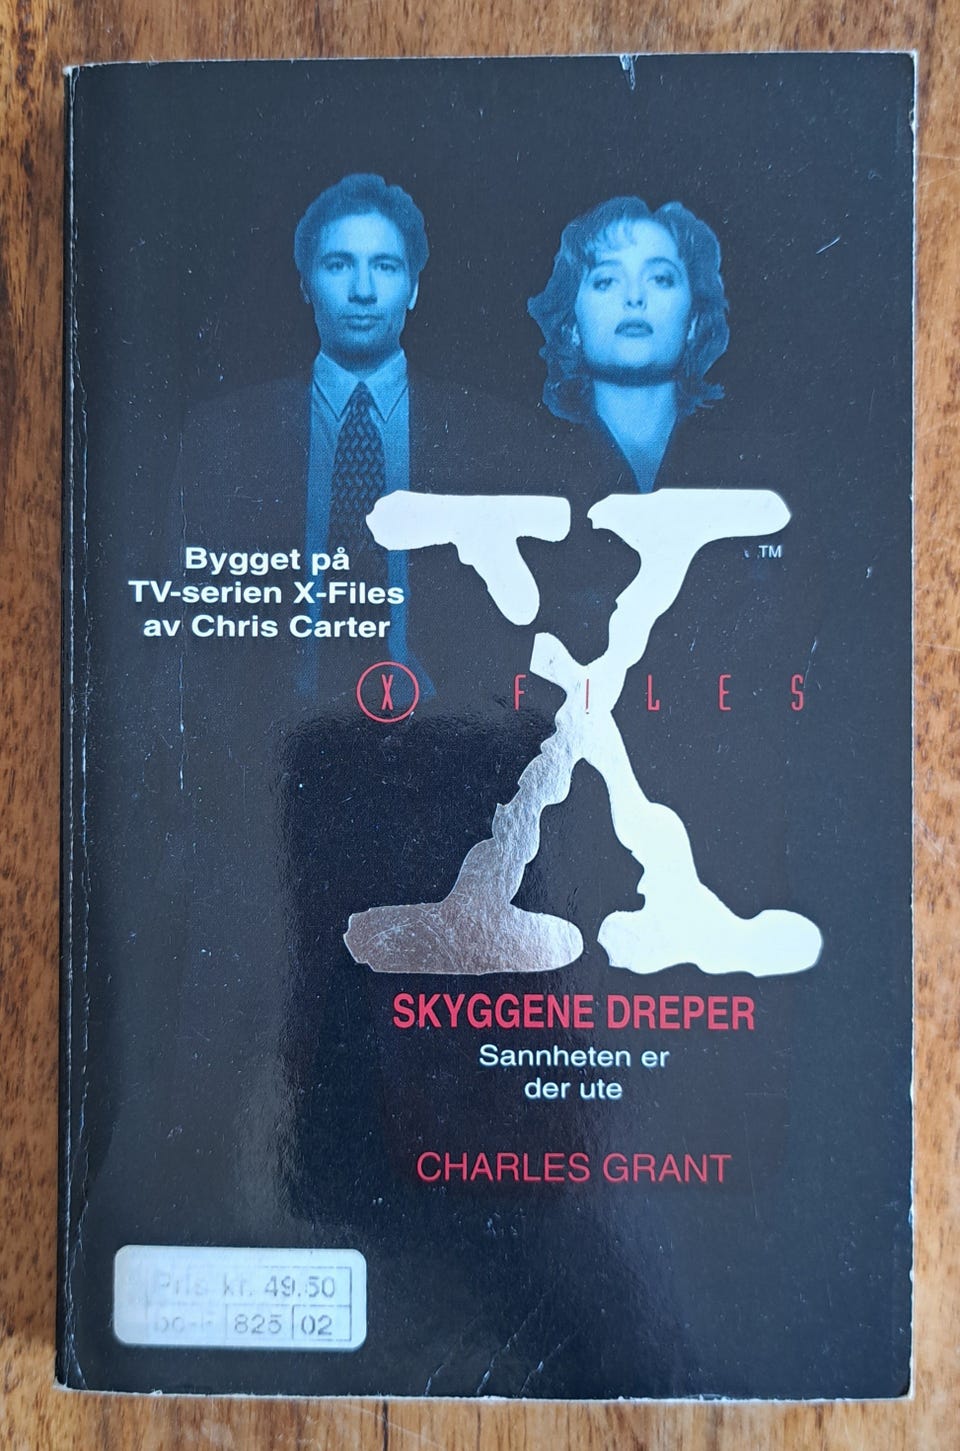 Bygget på
TV-serien X-Files
av Chris Carter
TM
X FILES
SKYGGENE DREPER
Sannheten er
der ute
CHARLES GRANT
Pris kr. 49.50
825 02